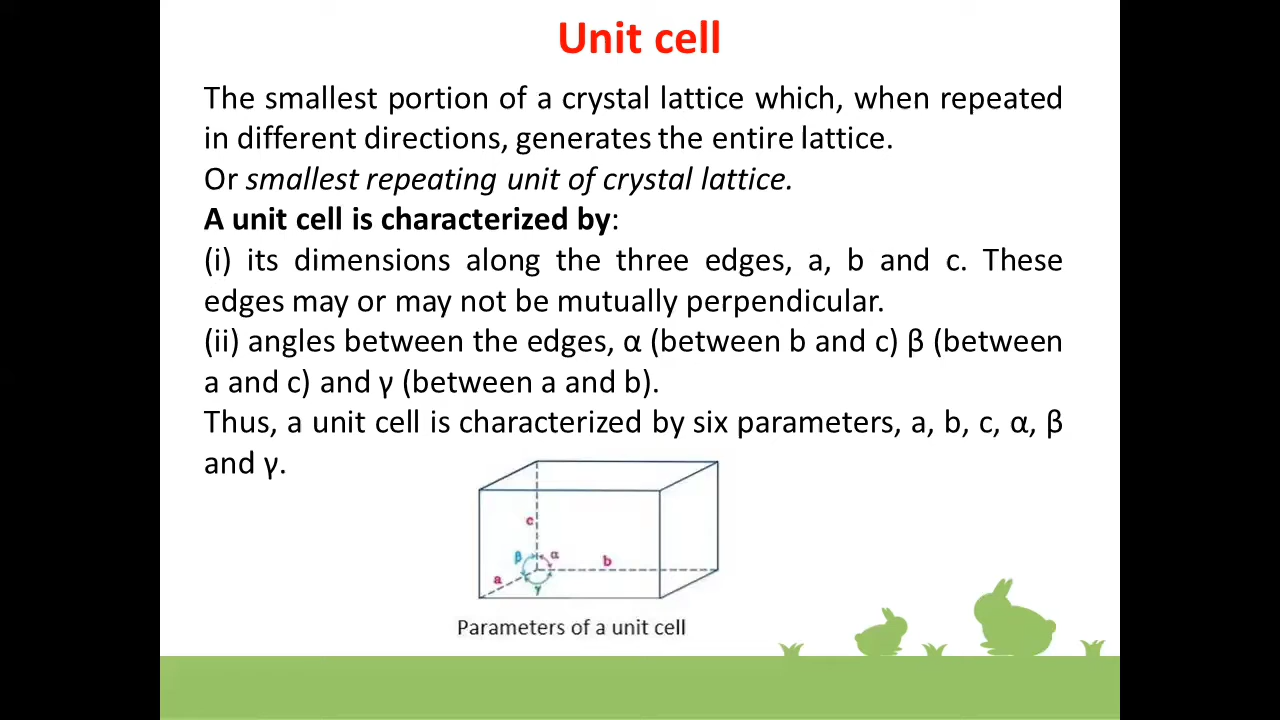 Unit cell
The smallest portion of a crystal lattice which, when repeated
in different directions, generates the entire lattice.
Or smallest repeating unit of crystal lattice.
A unit cell is characterized by:
(i) its dimensions along the three edges, a, b and c. These
edges may or may not be mutually perpendicular.
(ii) angles between the edges, α (between b and c) β (between
a and c) and γ (between a and b).
Thus, a unit cell is characterized by six parameters, a, b, c, α, β
and γ.
c
β α
b
a
γ
Parameters of a unit cell